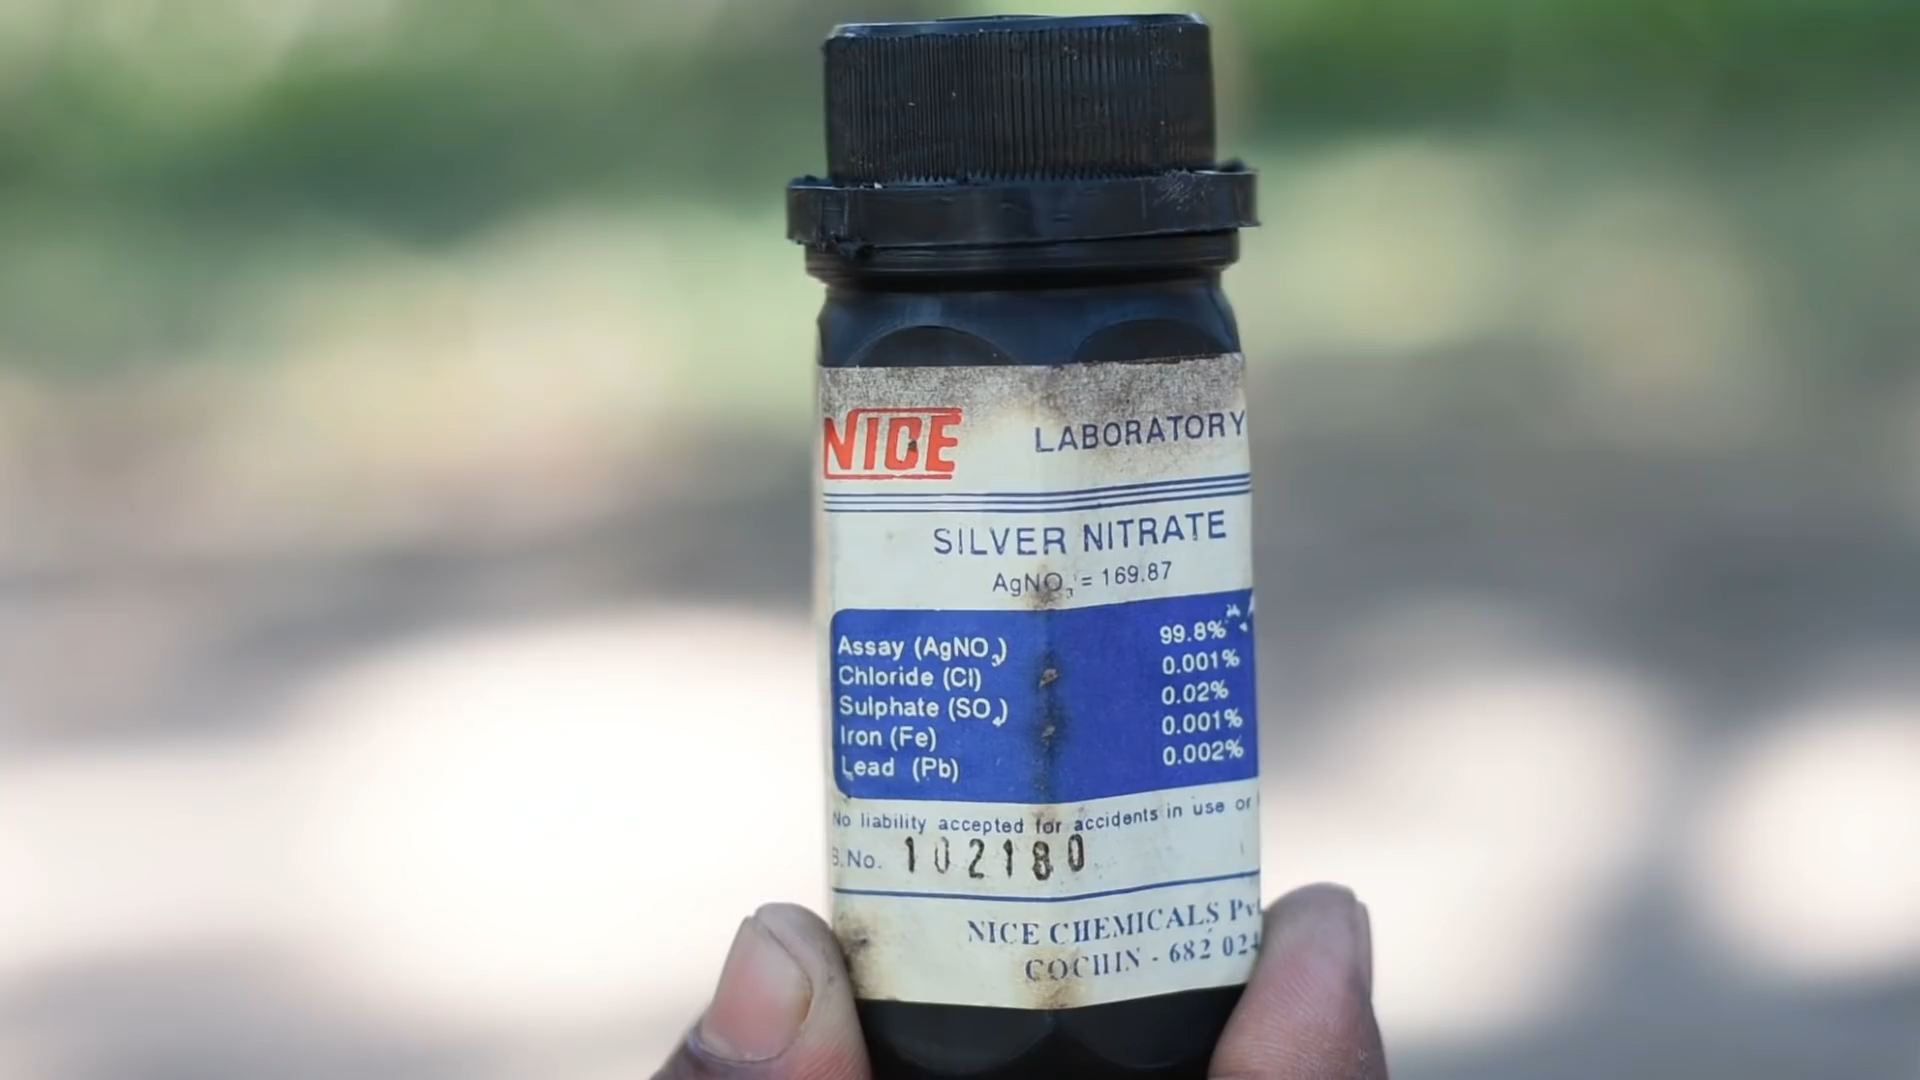 NICE LABORATORY
SILVER NITRATE
AgNO₃ = 169.87
Assay (AgNO₃) 99.8%
Chloride (Cl) 0.001%
Sulphate (SO₄) 0.02%
Iron (Fe) 0.001%
Lead (Pb) 0.002%
No liability accepted for accidents in use or
B.No. 102180
NICE CHEMICALS Pv
COCHIN - 682 024